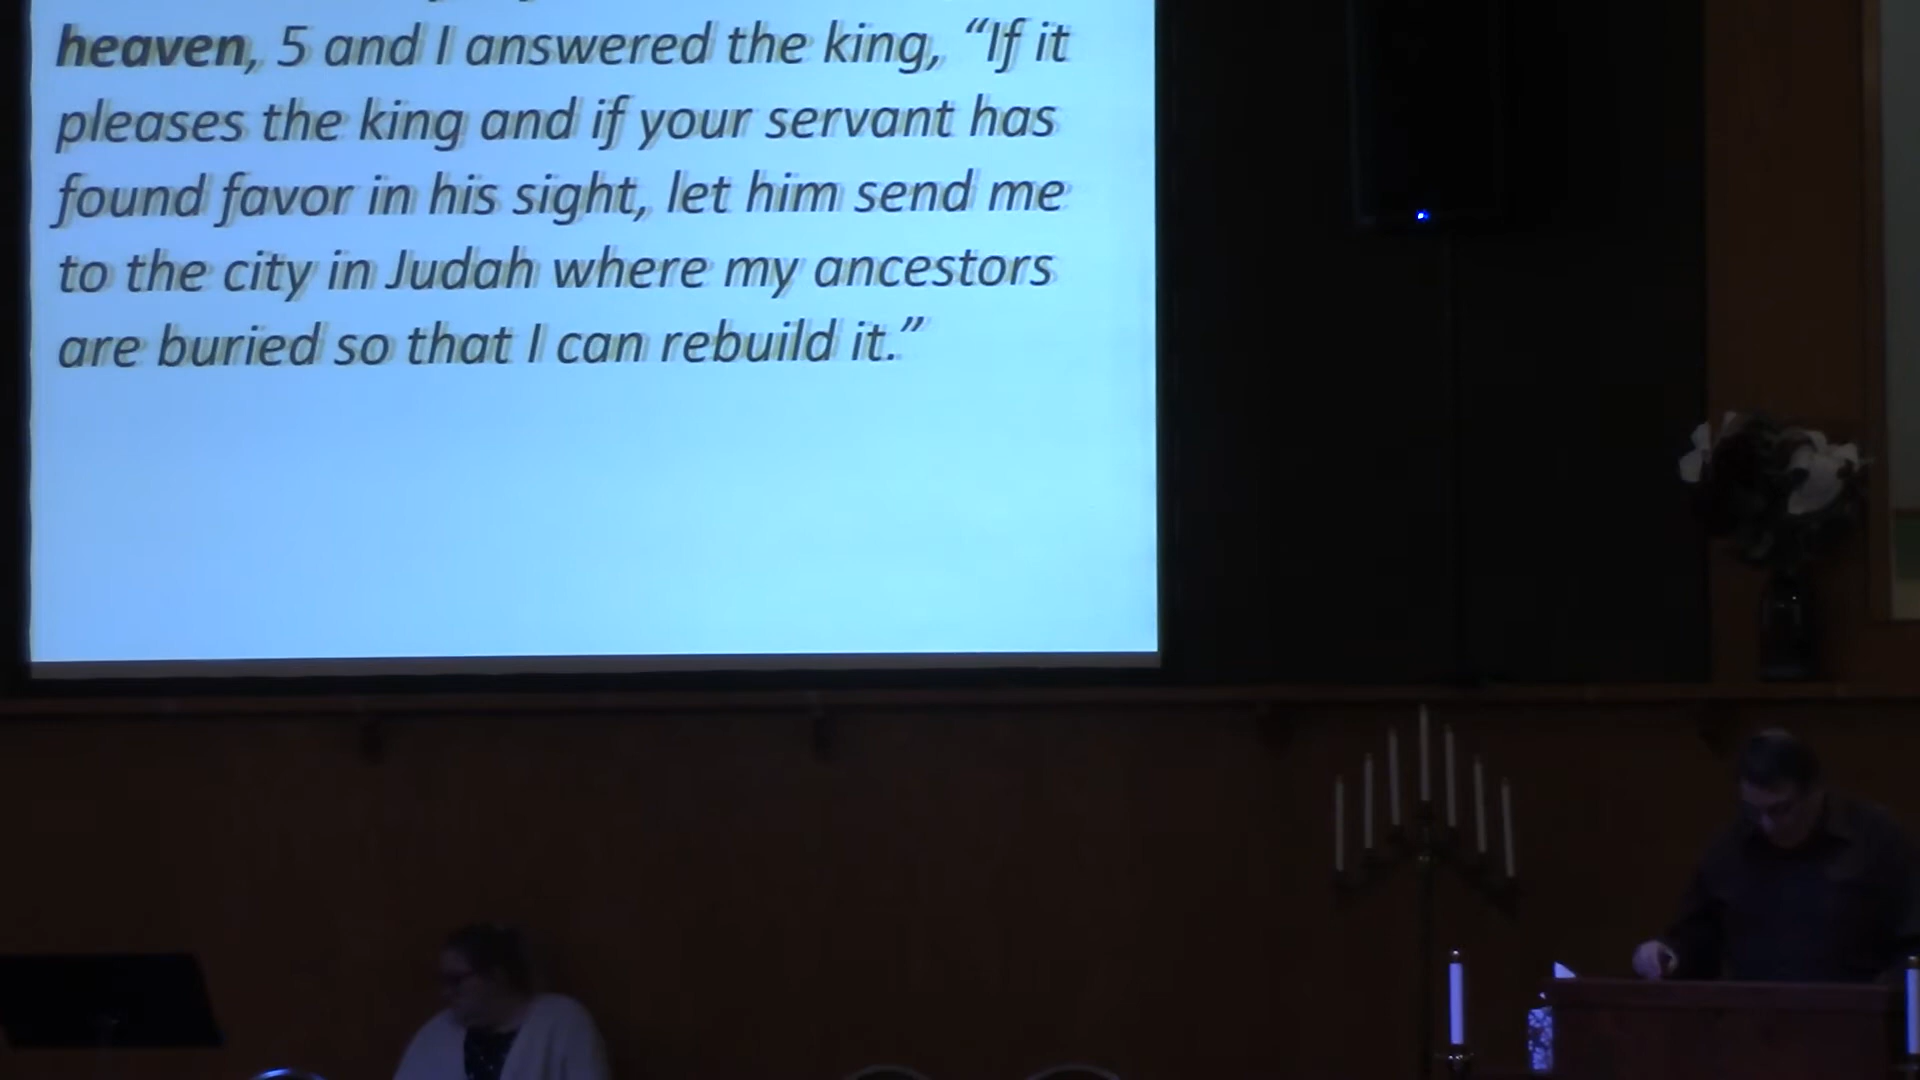 heaven, 5 and I answered the king, “If it
pleases the king and if your servant has
found favor in his sight, let him send me
to the city in Judah where my ancestors
are buried so that I can rebuild it.”